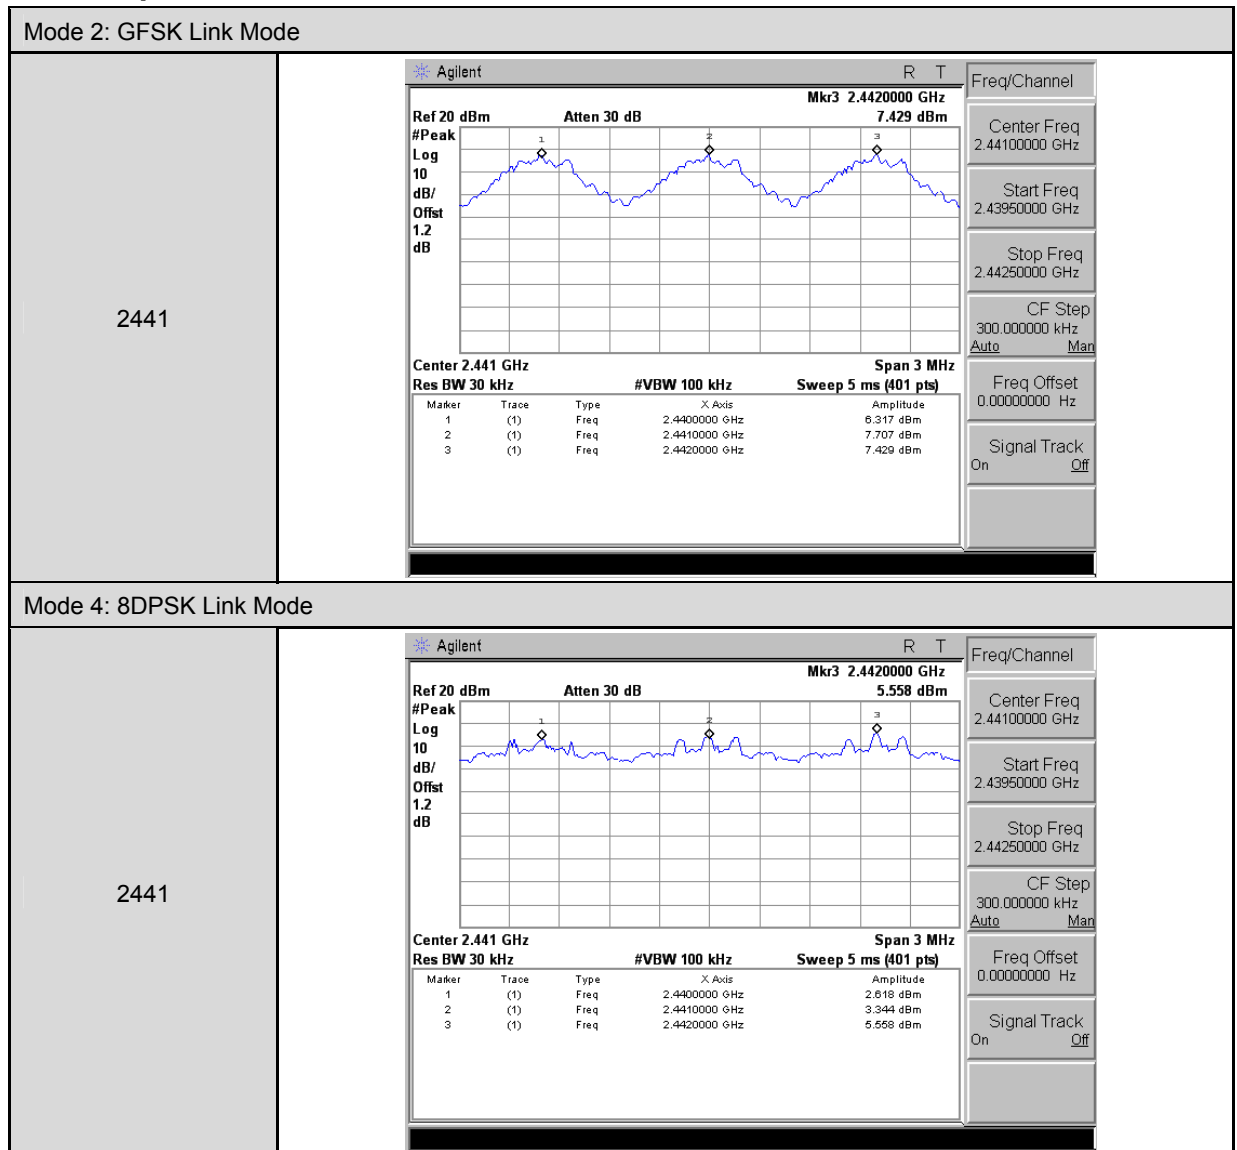 Mode 2: GFSK Link Mode
2441
Agilent R T
Mkr3 2.4420000 GHz
Ref 20 dBm Atten 30 dB 7.429 dBm
#Peak
Log
10
dB/
Offst
1.2
dB
1 2 3
Center 2.441 GHz Span 3 MHz
Res BW 30 kHz #VBW 100 kHz Sweep 5 ms (401 pts)
Marker Trace Type X Axis Amplitude
1 (1) Freq 2.4400000 GHz 6.317 dBm
2 (1) Freq 2.4410000 GHz 7.707 dBm
3 (1) Freq 2.4420000 GHz 7.429 dBm
Freq/Channel
Center Freq
2.44100000 GHz
Start Freq
2.43950000 GHz
Stop Freq
2.44250000 GHz
CF Step
300.000000 kHz
Auto Man
Freq Offset
0.00000000 Hz
Signal Track
On Off
Mode 4: 8DPSK Link Mode
2441
Agilent R T
Mkr3 2.4420000 GHz
Ref 20 dBm Atten 30 dB 5.558 dBm
#Peak
Log
10
dB/
Offst
1.2
dB
1 2 3
Center 2.441 GHz Span 3 MHz
Res BW 30 kHz #VBW 100 kHz Sweep 5 ms (401 pts)
Marker Trace Type X Axis Amplitude
1 (1) Freq 2.4400000 GHz 2.618 dBm
2 (1) Freq 2.4410000 GHz 3.344 dBm
3 (1) Freq 2.4420000 GHz 5.558 dBm
Freq/Channel
Center Freq
2.44100000 GHz
Start Freq
2.43950000 GHz
Stop Freq
2.44250000 GHz
CF Step
300.000000 kHz
Auto Man
Freq Offset
0.00000000 Hz
Signal Track
On Off